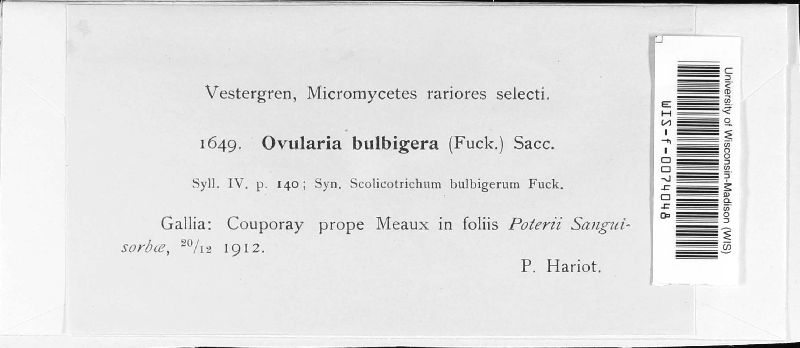 Vestergren, Micromycetes rariores selecti.
1649. Ovularia bulbigera (Fuck.) Sacc.
Syll. IV. p. 140; Syn. Scolicotrichum bulbigerum Fuck.
Gallia: Couporay prope Meaux in foliis Poterii Sangui-
sorbæ, 20/12 1912.
P. Hariot.
University of Wisconsin-Madison (WIS)
WIS-f-0074048